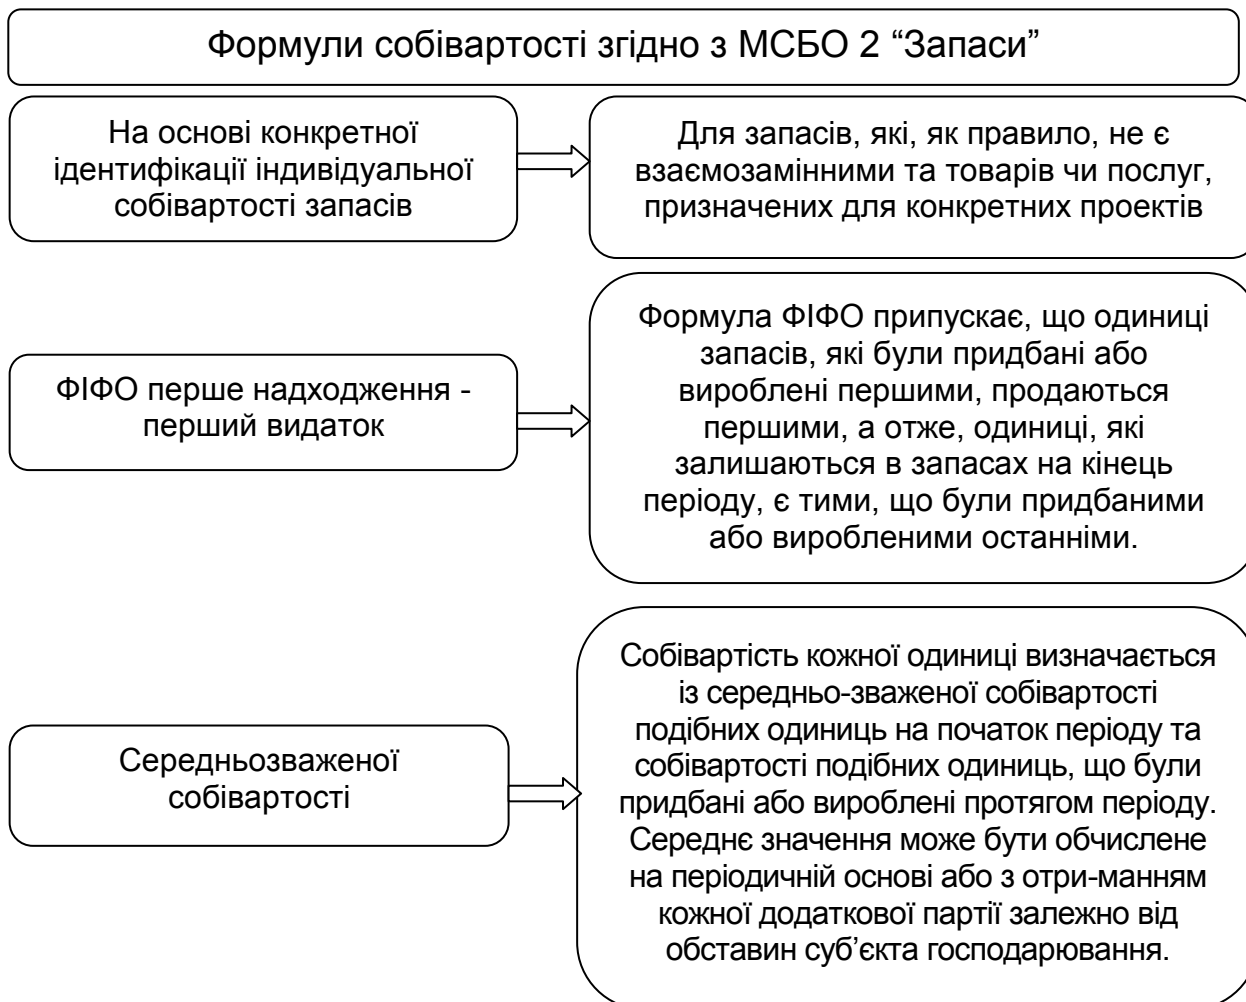 Формули собівартості згідно з МСБО 2 “Запаси”
На основі конкретної
ідентифікації індивідуальної
собівартості запасів
Для запасів, які, як правило, не є
взаємозамінними та товарів чи послуг,
призначених для конкретних проектів
ФІФО перше надходження -
перший видаток
Формула ФІФО припускає, що одиниці
запасів, які були придбані або
вироблені першими, продаються
першими, а отже, одиниці, які
залишаються в запасах на кінець
періоду, є тими, що були придбаними
або виробленими останніми.
Середньозваженої
собівартості
Собівартість кожної одиниці визначається
із середньо-зваженої собівартості
подібних одиниць на початок періоду та
собівартості подібних одиниць, що були
придбані або вироблені протягом періоду.
Середнє значення може бути обчислене
на періодичній основі або з отри-манням
кожної додаткової партії залежно від
обставин суб’єкта господарювання.